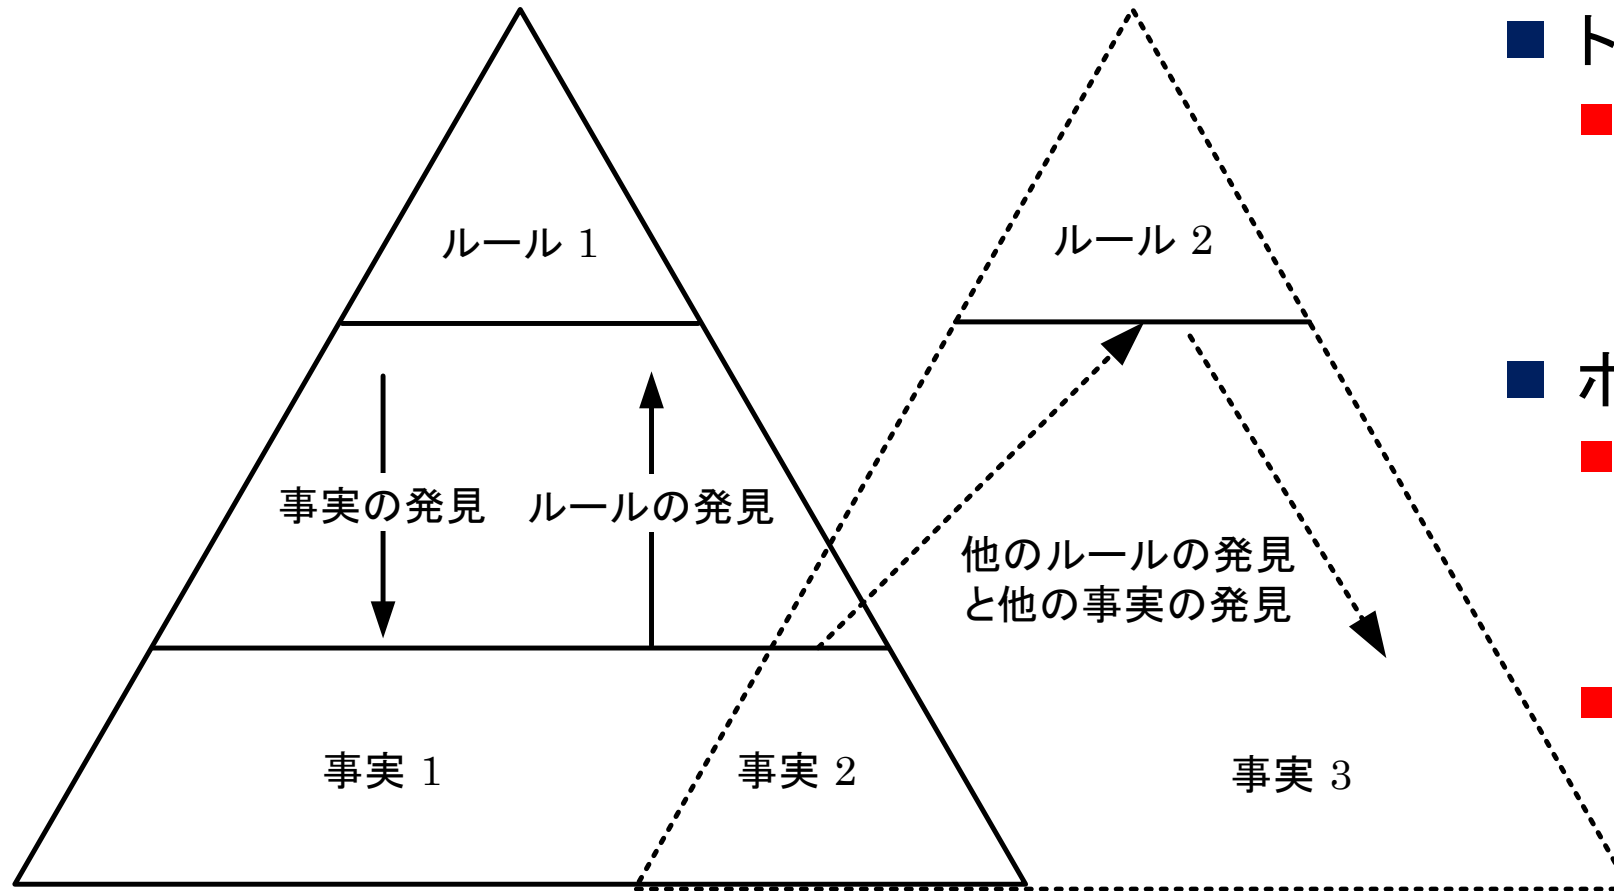 ルール 1
ルール 2
事実の発見
ルールの発見
他のルールの発見
と他の事実の発見
事実 1
事実 2
事実 3
ト